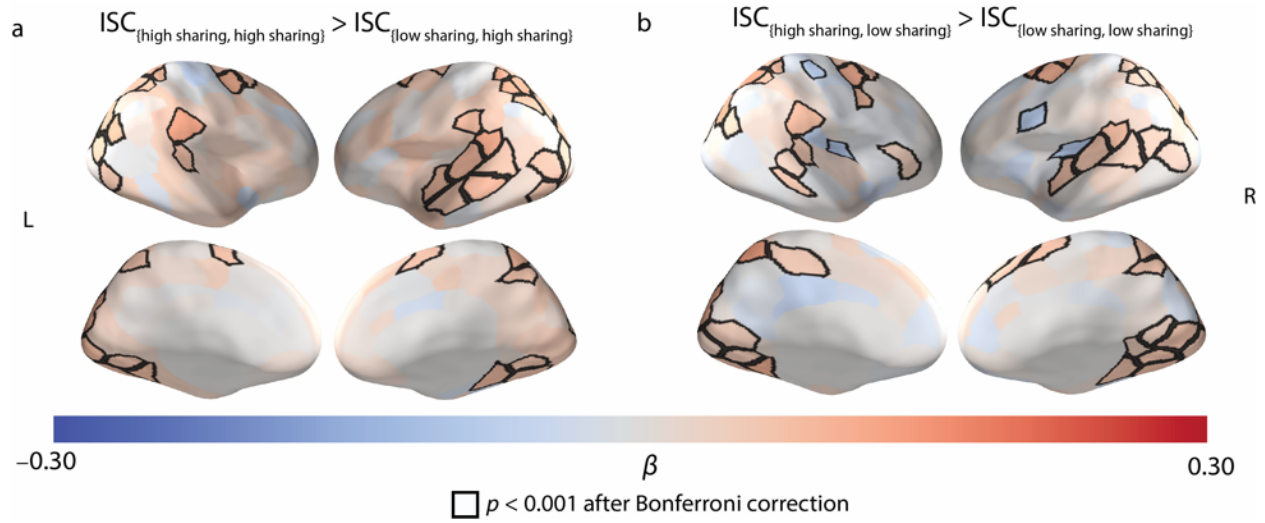 a
ISC{high sharing, high sharing} > ISC{low sharing, high sharing}
b
ISC{high sharing, low sharing} > ISC{low sharing, low sharing}
L
R
−0.30
β
0.30
p < 0.001 after Bonferroni correction